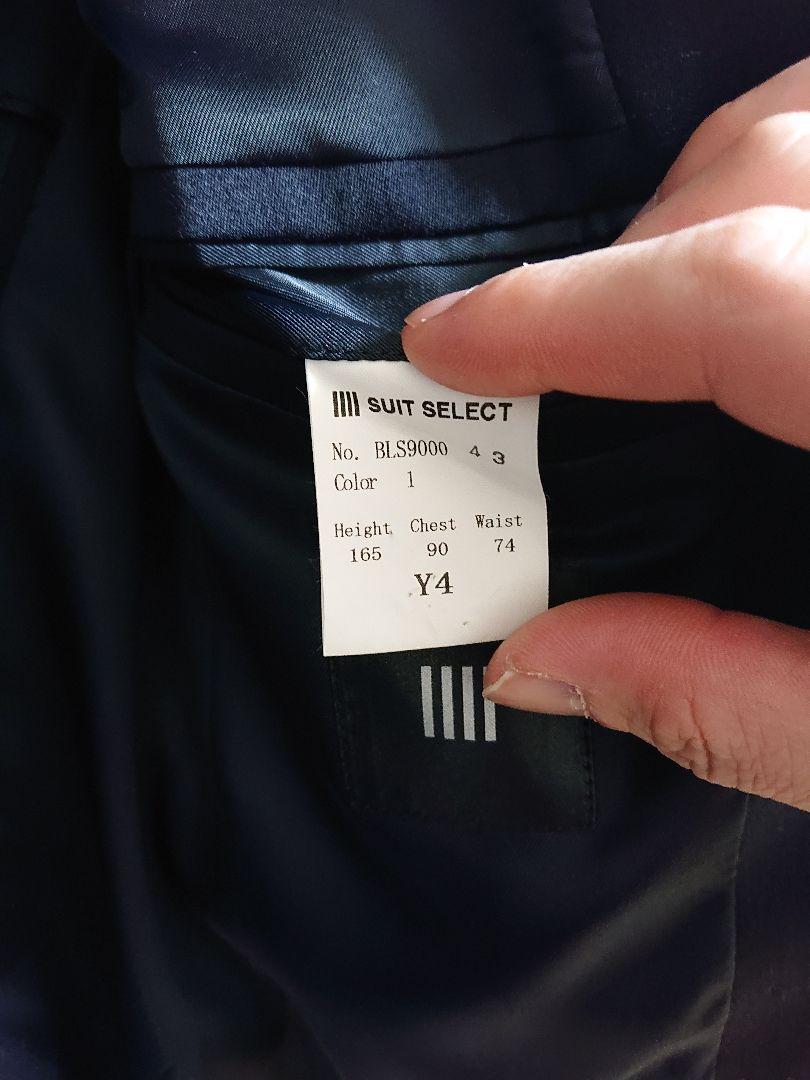 SUIT SELECT
No. BLS9000 4 3
Color 1
Height Chest Waist
165 90 74
Y4